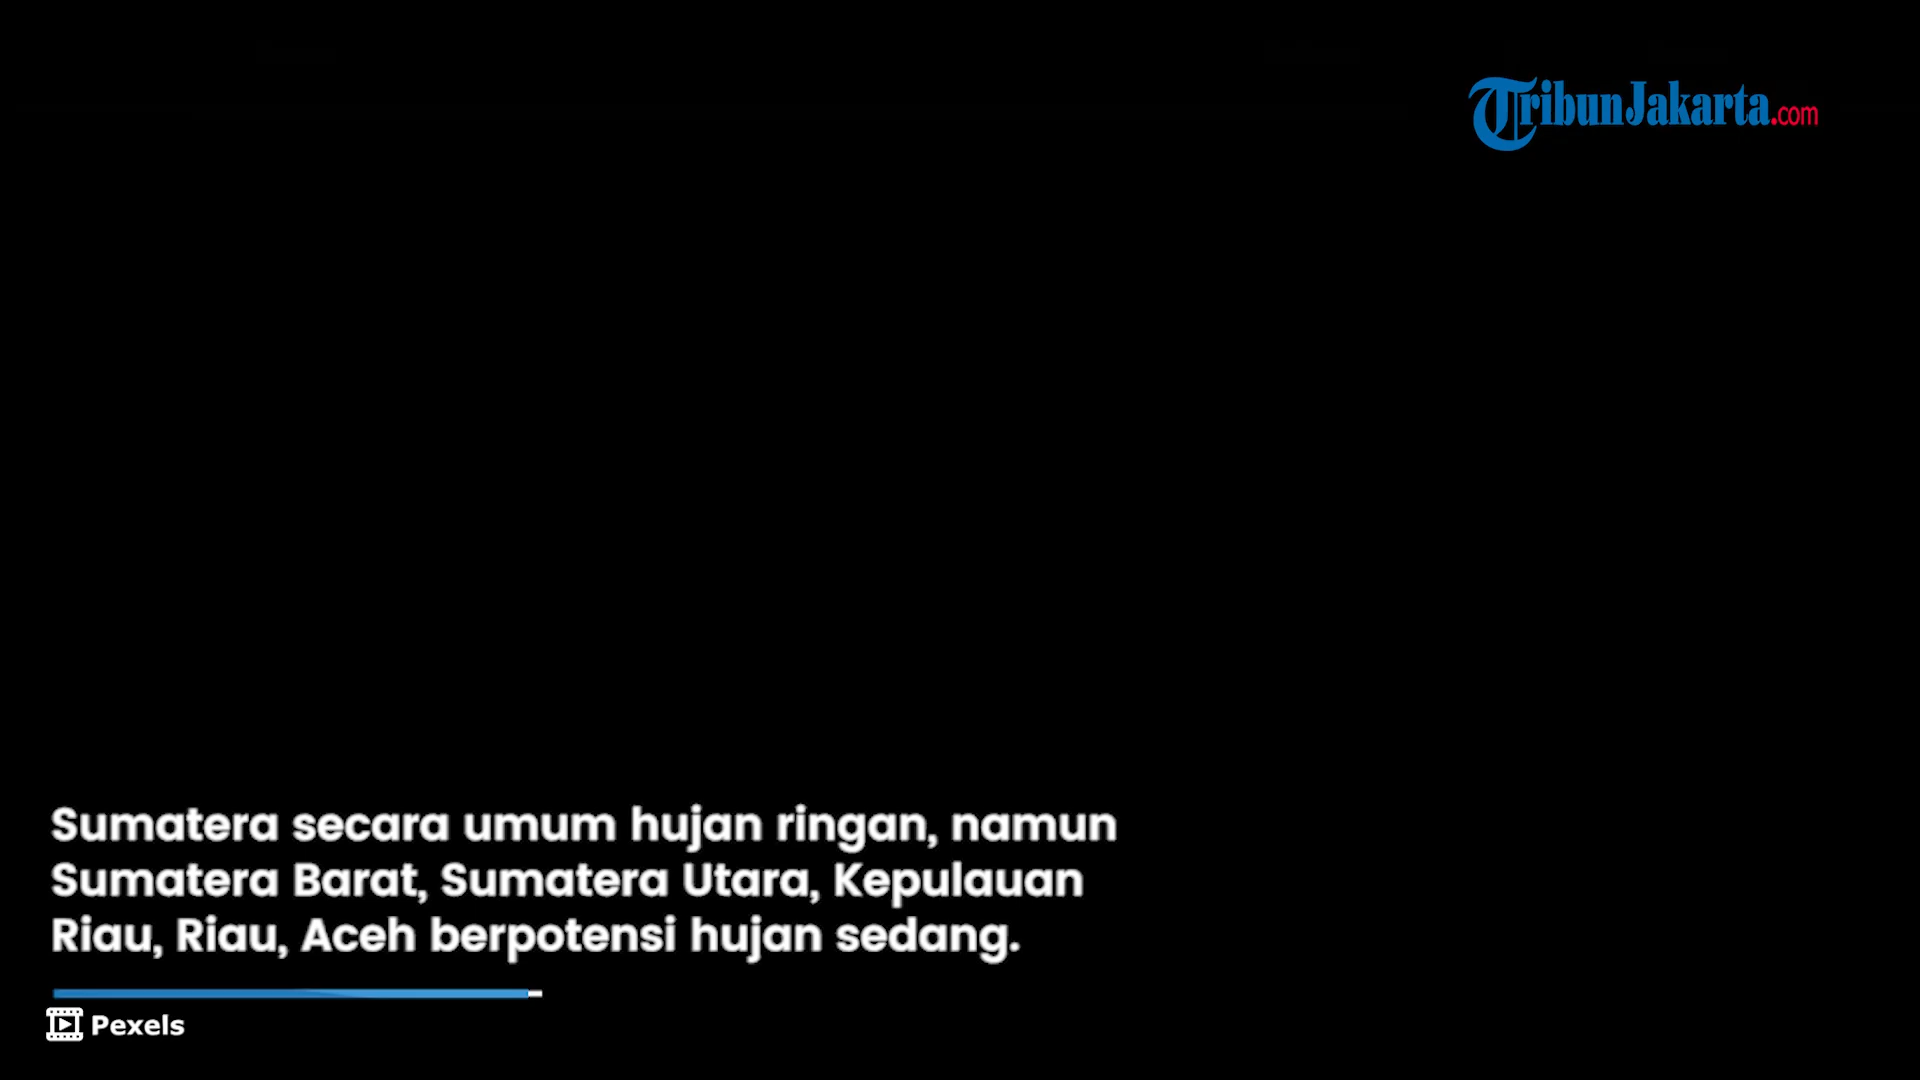 TribunJakarta.com
Sumatera secara umum hujan ringan, namun
Sumatera Barat, Sumatera Utara, Kepulauan
Riau, Riau, Aceh berpotensi hujan sedang.
Pexels